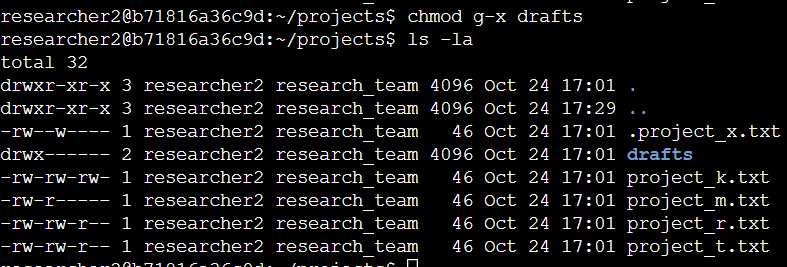 researcher2@b71816a36c9d:~/projects$ chmod g-x drafts
researcher2@b71816a36c9d:~/projects$ ls -la
total 32
drwxr-xr-x 3 researcher2 research_team 4096 Oct 24 17:01 .
drwxr-xr-x 3 researcher2 research_team 4096 Oct 24 17:29 ..
-rw--w---- 1 researcher2 research_team   46 Oct 24 17:01 .project_x.txt
drwx------ 2 researcher2 research_team 4096 Oct 24 17:01 drafts
-rw-rw-rw- 1 researcher2 research_team   46 Oct 24 17:01 project_k.txt
-rw-r----- 1 researcher2 research_team   46 Oct 24 17:01 project_m.txt
-rw-rw-r-- 1 researcher2 research_team   46 Oct 24 17:01 project_r.txt
-rw-rw-r-- 1 researcher2 research_team   46 Oct 24 17:01 project_t.txt
researcher2@b71816a36c9d:~/projects$